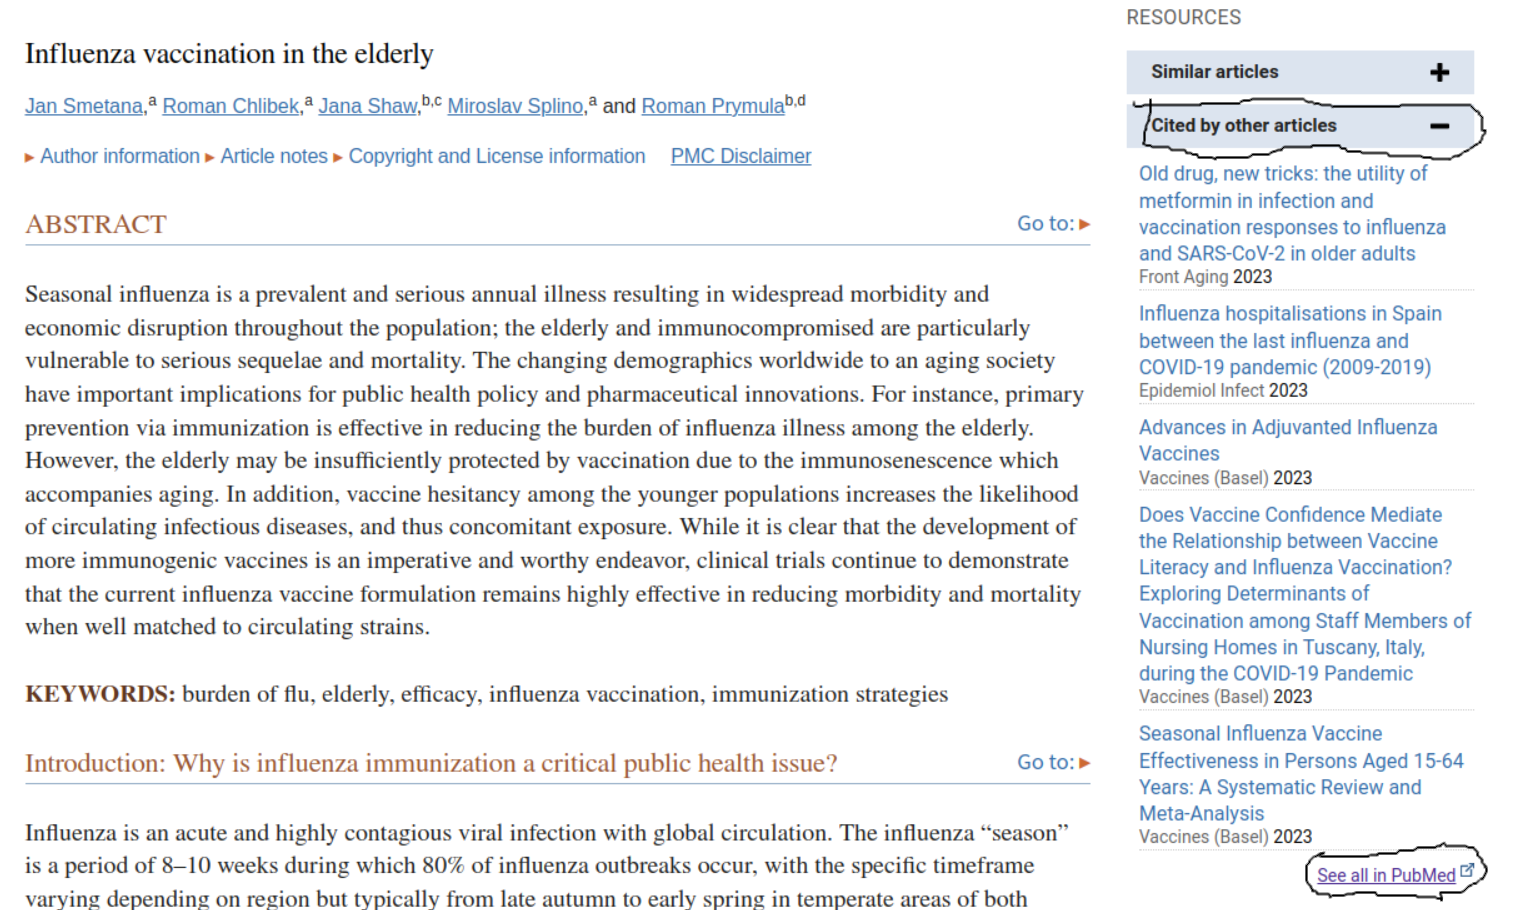 Influenza vaccination in the elderly
Jan Smetana,a Roman Chlibek,a Jana Shaw,b,c Miroslav Splino,a and Roman Prymulab,d
▸ Author information ▸ Article notes ▸ Copyright and License information PMC Disclaimer
ABSTRACT Go to: ▸
Seasonal influenza is a prevalent and serious annual illness resulting in widespread morbidity and
economic disruption throughout the population; the elderly and immunocompromised are particularly
vulnerable to serious sequelae and mortality. The changing demographics worldwide to an aging society
have important implications for public health policy and pharmaceutical innovations. For instance, primary
prevention via immunization is effective in reducing the burden of influenza illness among the elderly.
However, the elderly may be insufficiently protected by vaccination due to the immunosenescence which
accompanies aging. In addition, vaccine hesitancy among the younger populations increases the likelihood
of circulating infectious diseases, and thus concomitant exposure. While it is clear that the development of
more immunogenic vaccines is an imperative and worthy endeavor, clinical trials continue to demonstrate
that the current influenza vaccine formulation remains highly effective in reducing morbidity and mortality
when well matched to circulating strains.
KEYWORDS: burden of flu, elderly, efficacy, influenza vaccination, immunization strategies
Introduction: Why is influenza immunization a critical public health issue? Go to: ▸
Influenza is an acute and highly contagious viral infection with global circulation. The influenza “season”
is a period of 8–10 weeks during which 80% of influenza outbreaks occur, with the specific timeframe
varying depending on region but typically from late autumn to early spring in temperate areas of both
RESOURCES
Similar articles
Cited by other articles
Old drug, new tricks: the utility of
metformin in infection and
vaccination responses to influenza
and SARS-CoV-2 in older adults
Front Aging 2023
Influenza hospitalisations in Spain
between the last influenza and
COVID-19 pandemic (2009-2019)
Epidemiol Infect 2023
Advances in Adjuvanted Influenza
Vaccines
Vaccines (Basel) 2023
Does Vaccine Confidence Mediate
the Relationship between Vaccine
Literacy and Influenza Vaccination?
Exploring Determinants of
Vaccination among Staff Members of
Nursing Homes in Tuscany, Italy,
during the COVID-19 Pandemic
Vaccines (Basel) 2023
Seasonal Influenza Vaccine
Effectiveness in Persons Aged 15-64
Years: A Systematic Review and
Meta-Analysis
Vaccines (Basel) 2023
See all in PubMed